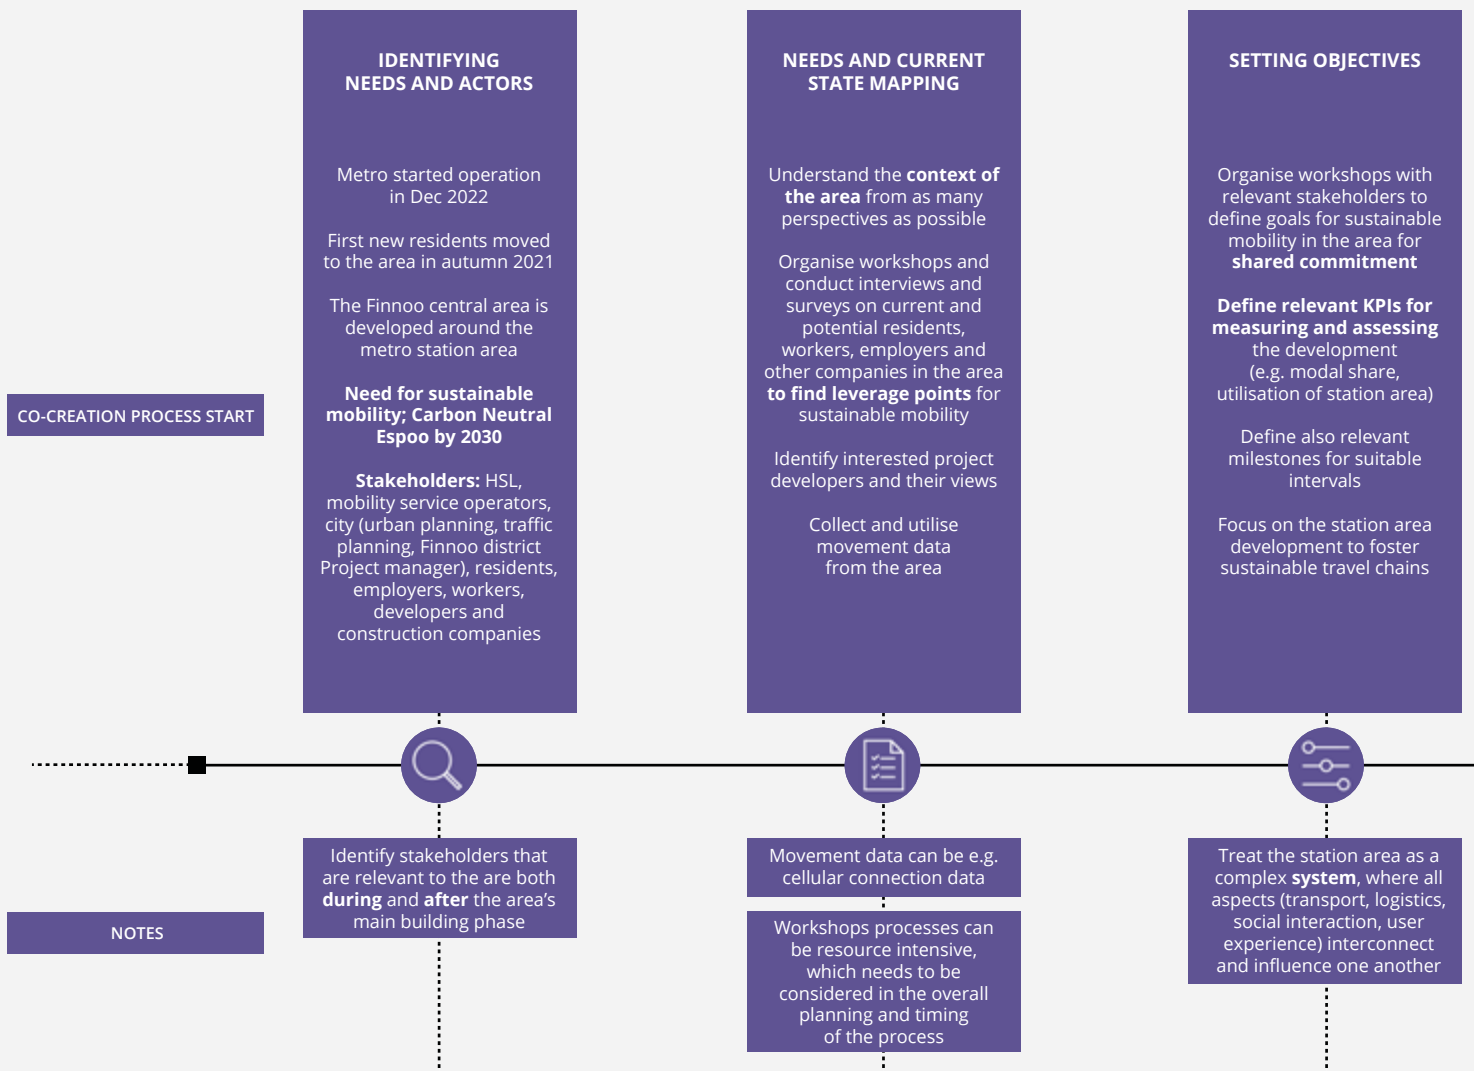 IDENTIFYING
NEEDS AND ACTORS
Metro started operation
in Dec 2022
First new residents moved
to the area in autumn 2021
The Finnoo central area is
developed around the
metro station area
Need for sustainable
mobility; Carbon Neutral
Espoo by 2030
Stakeholders: HSL,
mobility service operators,
city (urban planning, traffic
planning, Finnoo district
Project manager), residents,
employers, workers,
developers and
construction companies
NEEDS AND CURRENT
STATE MAPPING
Understand the context of
the area from as many
perspectives as possible
Organise workshops and
conduct interviews and
surveys on current and
potential residents,
workers, employers and
other companies in the area
to find leverage points for
sustainable mobility
Identify interested project
developers and their views
Collect and utilise
movement data
from the area
SETTING OBJECTIVES
Organise workshops with
relevant stakeholders to
define goals for sustainable
mobility in the area for
shared commitment
Define relevant KPIs for
measuring and assessing
the development
(e.g. modal share,
utilisation of station area)
Define also relevant
milestones for suitable
intervals
Focus on the station area
development to foster
sustainable travel chains
CO-CREATION PROCESS START
NOTES
Identify stakeholders that
are relevant to the are both
during and after the area’s
main building phase
Movement data can be e.g.
cellular connection data
Workshops processes can
be resource intensive,
which needs to be
considered in the overall
planning and timing
of the process
Treat the station area as a
complex system, where all
aspects (transport, logistics,
social interaction, user
experience) interconnect
and influence one another